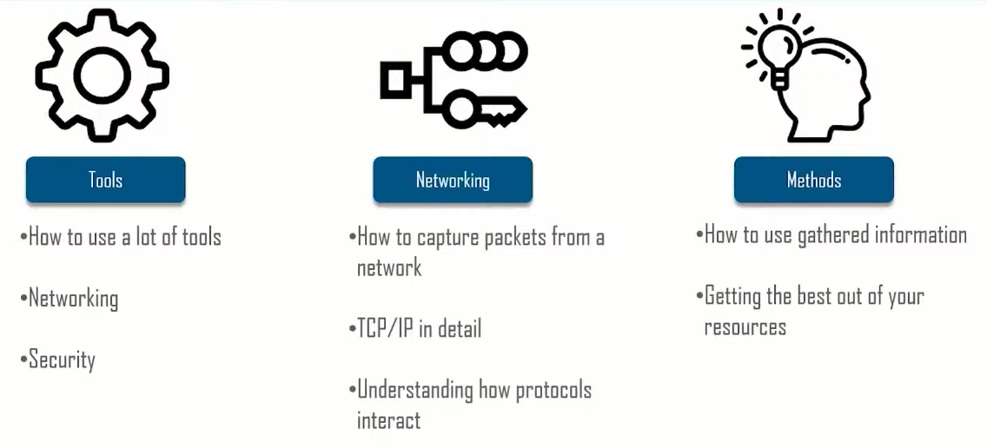 Tools
•How to use a lot of tools
•Networking
•Security
Networking
•How to capture packets from a
network
•TCP/IP in detail
•Understanding how protocols
interact
Methods
•How to use gathered information
•Getting the best out of your
resources